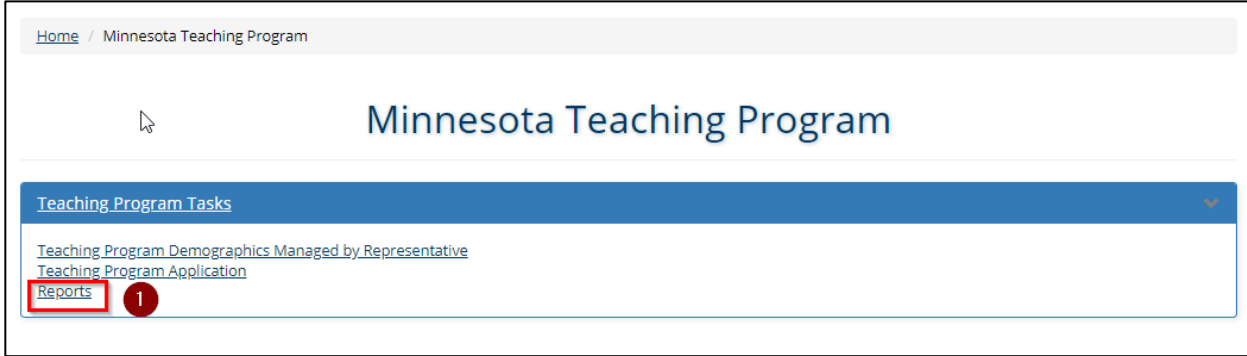 Home / Minnesota Teaching Program
Minnesota Teaching Program
Teaching Program Tasks
Teaching Program Demographics Managed by Representative
Teaching Program Application
Reports 1